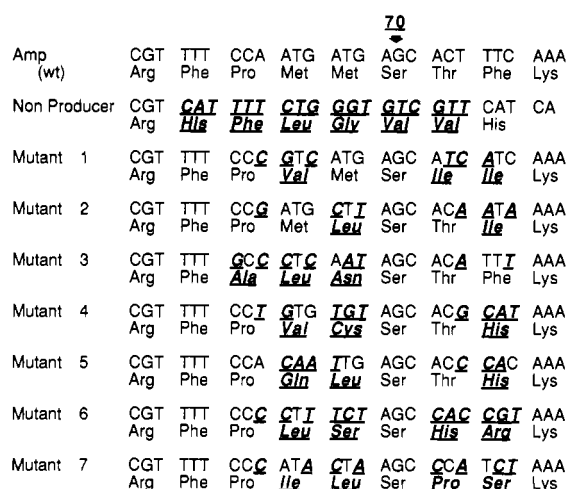 70
Amp CGT TTT CCA ATG ATG AGC ACT TTC AAA
(wt) Arg Phe Pro Met Met Ser Thr Phe Lys
Non Producer CGT CAT TTT CTG GGT GTC GTT CAT CA
Arg His Phe Leu Gly Val Val His
Mutant 1 CGT TTT CCC GTC ATG AGC ATC ATC AAA
Arg Phe Pro Val Met Ser Ile Ile Lys
Mutant 2 CGT TTT CCG ATG CTT AGC ACA ATA AAA
Arg Phe Pro Met Leu Ser Thr Ile Lys
Mutant 3 CGT TTT GCC CTC AAT AGC ACA TTT AAA
Arg Phe Ala Leu Asn Ser Thr Phe Lys
Mutant 4 CGT TTT CCT GTG TGT AGC ACG CAT AAA
Arg Phe Pro Val Cys Ser Thr His Lys
Mutant 5 CGT TTT CCA CAA TTG AGC ACC CAC AAA
Arg Phe Pro Gln Leu Ser Thr His Lys
Mutant 6 CGT TTT CCC CTT TCT AGC CAC CGT AAA
Arg Phe Pro Leu Ser Ser His Arg Lys
Mutant 7 CGT TTT CCC ATA CTA AGC CCA TCT AAA
Arg Phe Pro Ile Leu Ser Pro Ser Lys